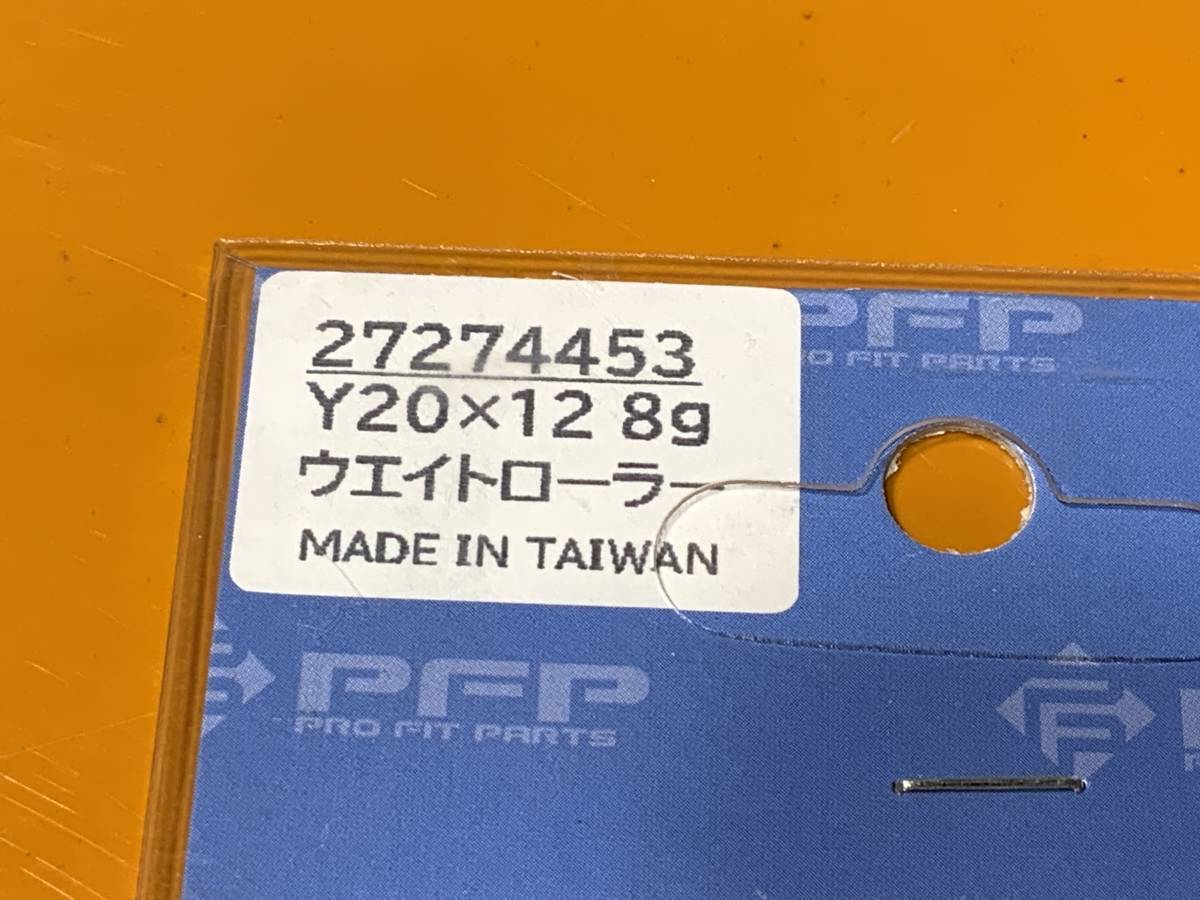 27274453
Y20×12 8g
ウエイトローラー
MADE IN TAIWAN
PFP
PRO FIT PARTS
PFP
PRO FIT PARTS